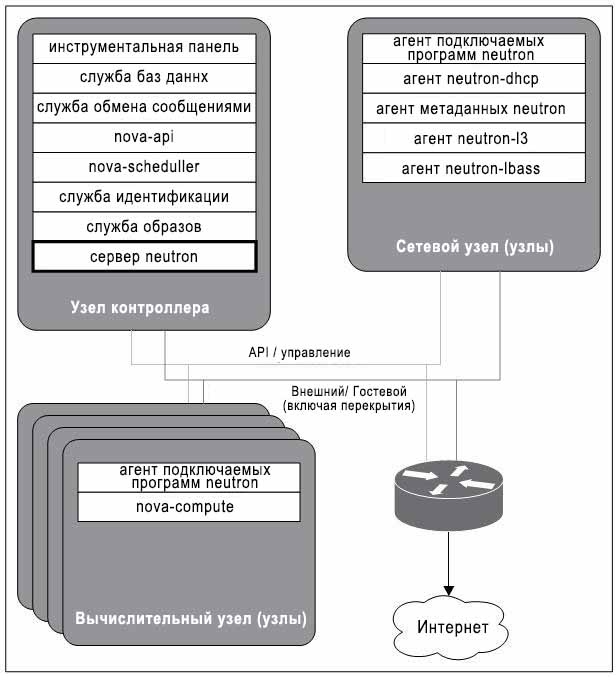 инструментальная панель
служба баз даннх
служба обмена сообщениями
nova-api
nova-scheduller
служба идентификации
служба образов
сервер neutron
Узел контроллера
агент подключаемых
программ neutron
агент neutron-dhcp
агент метаданных neutron
агент neutron-l3
агент neutron-lbass
Сетевой узел (узлы)
API / управление
Внешний/ Гостевой
(включая перекрытия)
агент подключаемых
программ neutron
nova-compute
Вычислительный узел (узлы)
Интернет